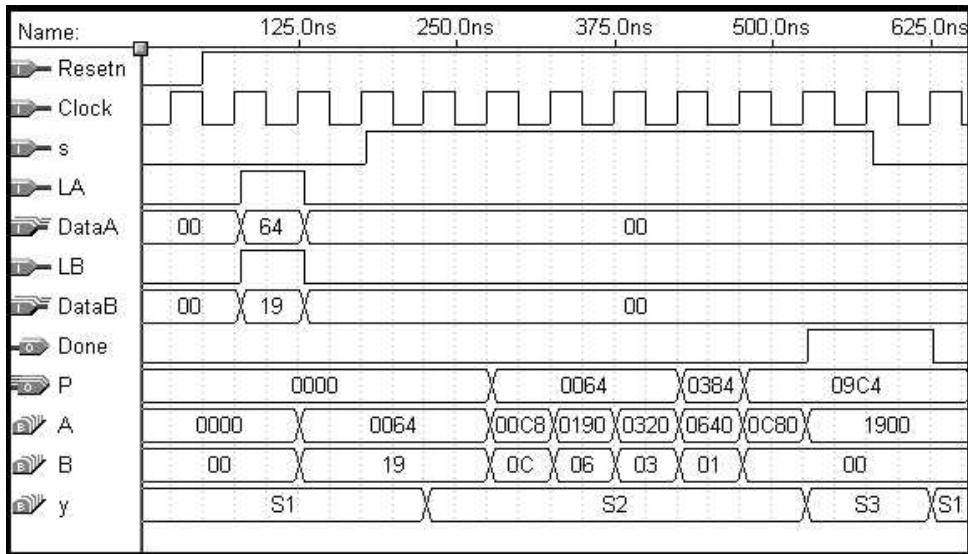 Name: 125.0ns 250.0ns 375.0ns 500.0ns 625.0ns
Resetn
Clock
s
LA
DataA 00 64 00
LB
DataB 00 19 00
Done
P 0000 0064 0384 09C4
A 0000 0064 00C8 0190 0320 0640 0C80 1900
B 00 19 0C 06 03 01 00
y S1 S2 S3 S1